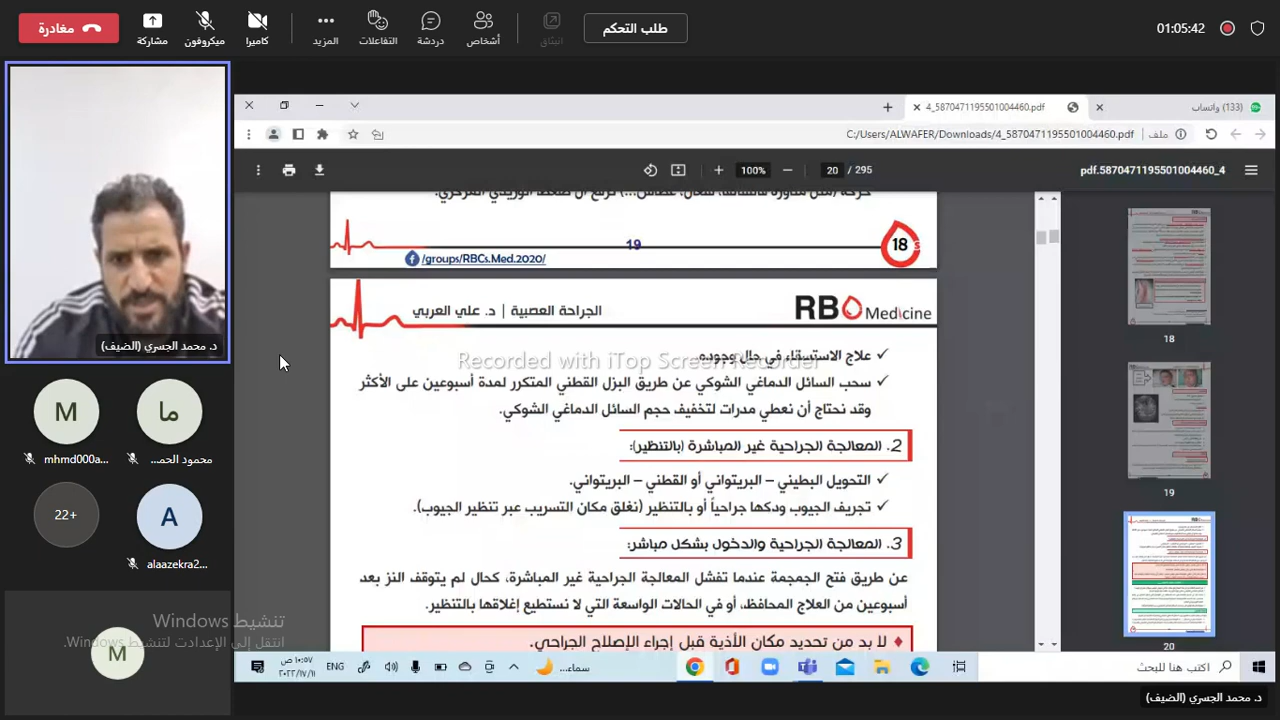 مغادرة
مشاركة
ميكروفون
كاميرا
المزيد
التفاعلات
دردشة
أشخاص
انبثاق
طلب التحكم
01:05:42
د. محمد الجسري (الضيف)
M
ما
mhmd000a...
محمود الحمـ...
22+
A
alaazekra2...
M
4_5870471195501004460.pdf
(133) واتساب
C:/Users/ALWAFER/Downloads/4_5870471195501004460.pdf
ملف
100%
20 / 295
pdf.5870471195501004460_4
19
18
/groups/RBCs.Med.2020/
الجراحة العصبية | د. علي العربي
RB Medicine
علاج الاستسقاء في حال وجوده.
Recorded with iTop Screen Recorder
سحب السائل الدماغي الشوكي عن طريق البزل القطني المتكرر لمدة أسبوعين على الأكثر
وقد نحتاج أن نعطي مدرات لتخفيف حجم السائل الدماغي الشوكي.
2. المعالجة الجراحية غير المباشرة (بالتنظير):
التحويل البطيني – البريتواني أو القطني – البريتواني.
تجريف الجيوب ودكها جراحياً أو بالتنظير (نغلق مكان التسريب عبر تنظير الجيوب).
3. المعالجة الجراحية والدخول بشكل مباشر:
عن طريق فتح الجمجمة عندما تفشل المعالجة الجراحية غير المباشرة، كحال لم يتوقف النز بعد
أسبوعين من العلاج المحافظ، أو في الحالات الواسعة التي لا نستطيع إغلاقها بالتنظير.
لا بد من تحديد مكان الأذية قبل إجراء الإصلاح الجراحي.
18
19
20
تنشيط Windows
انتقل إلى الإعدادات لتنشيط Windows.
١٠:٥٧ ص
ENG
سماء...
اكتب هنا للبحث
د. محمد الجسري (الضيف)